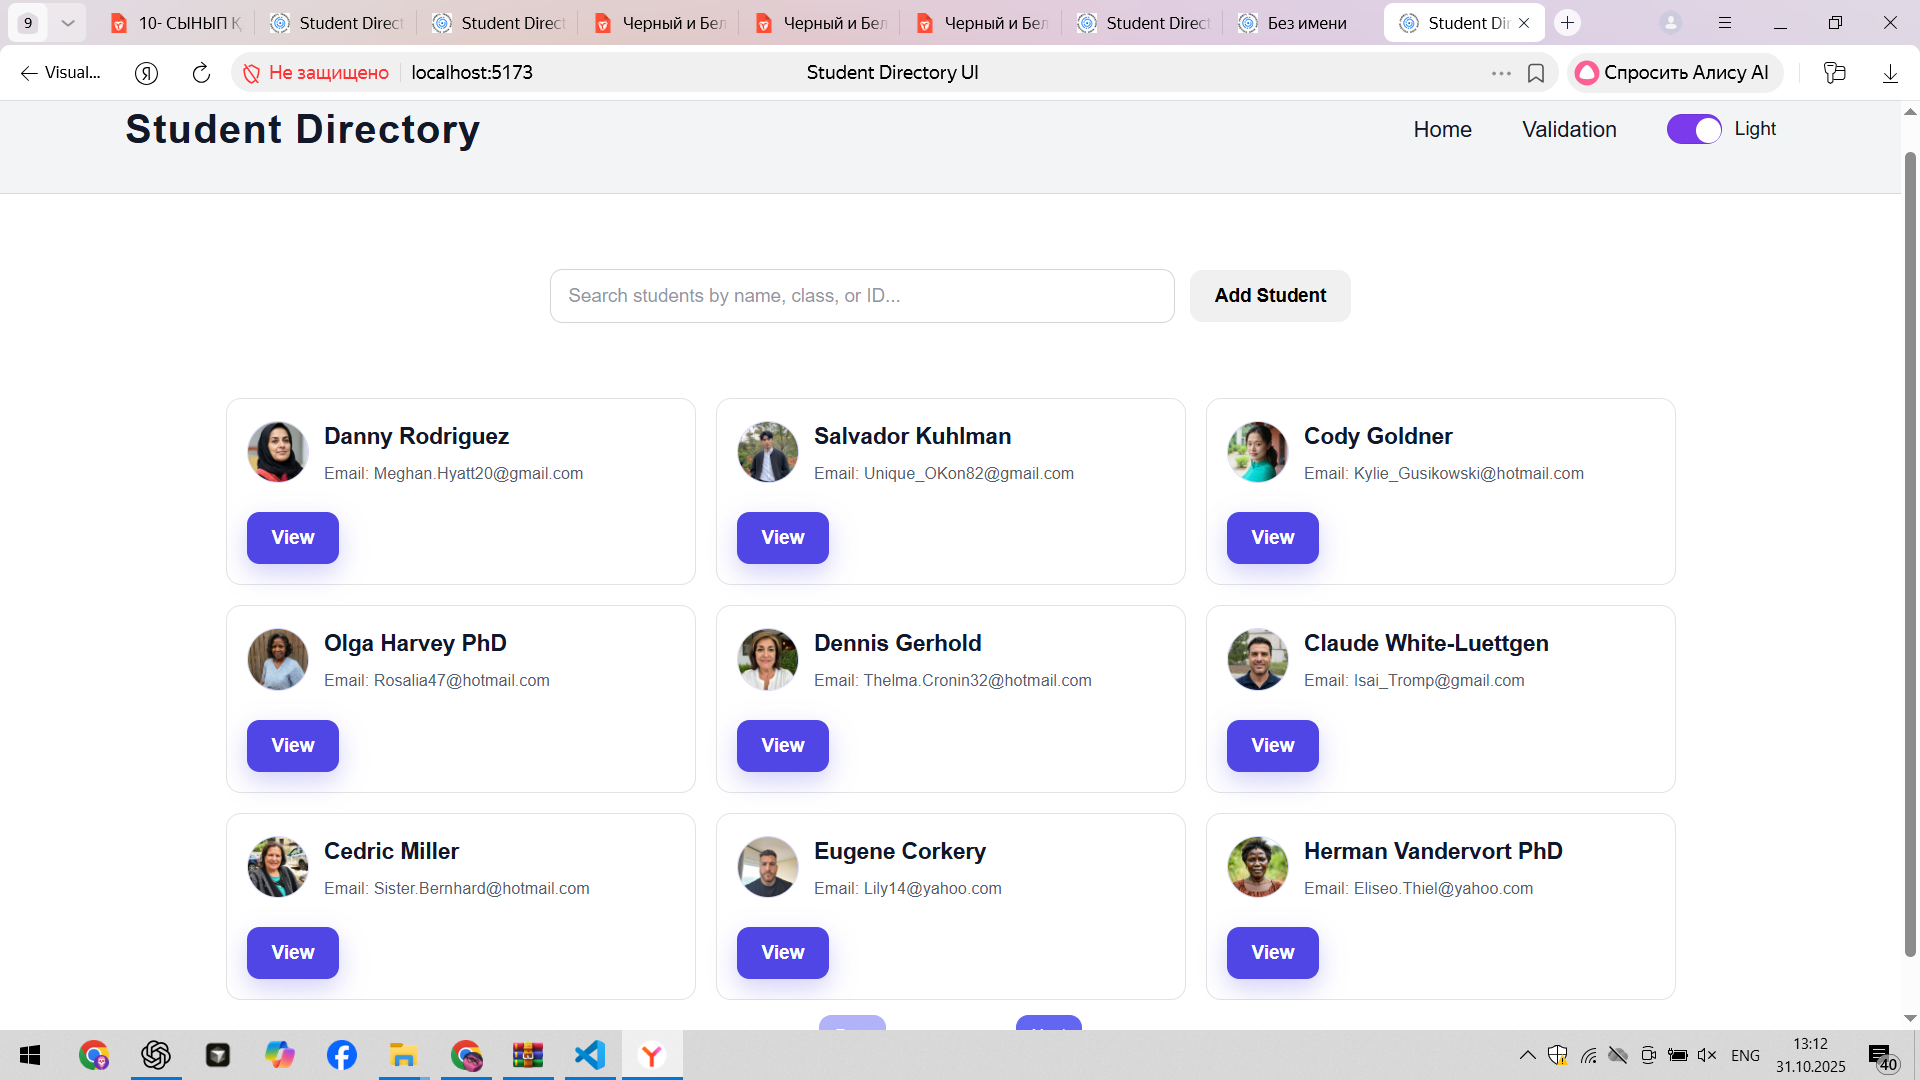 9
10- СЫНЫП Қ
Student Direct
Student Direct
Черный и Бел
Черный и Бел
Черный и Бел
Student Direct
Без имени
Student Dir
Visual...
Не защищено
localhost:5173
Student Directory UI
Спросить Алису AI
Student Directory
Home
Validation
Light
Search students by name, class, or ID...
Add Student
Danny Rodriguez
Email: Meghan.Hyatt20@gmail.com
View
Salvador Kuhlman
Email: Unique_OKon82@gmail.com
View
Cody Goldner
Email: Kylie_Gusikowski@hotmail.com
View
Olga Harvey PhD
Email: Rosalia47@hotmail.com
View
Dennis Gerhold
Email: Thelma.Cronin32@hotmail.com
View
Claude White-Luettgen
Email: Isai_Tromp@gmail.com
View
Cedric Miller
Email: Sister.Bernhard@hotmail.com
View
Eugene Corkery
Email: Lily14@yahoo.com
View
Herman Vandervort PhD
Email: Eliseo.Thiel@yahoo.com
View
ENG
13:12
31.10.2025
40